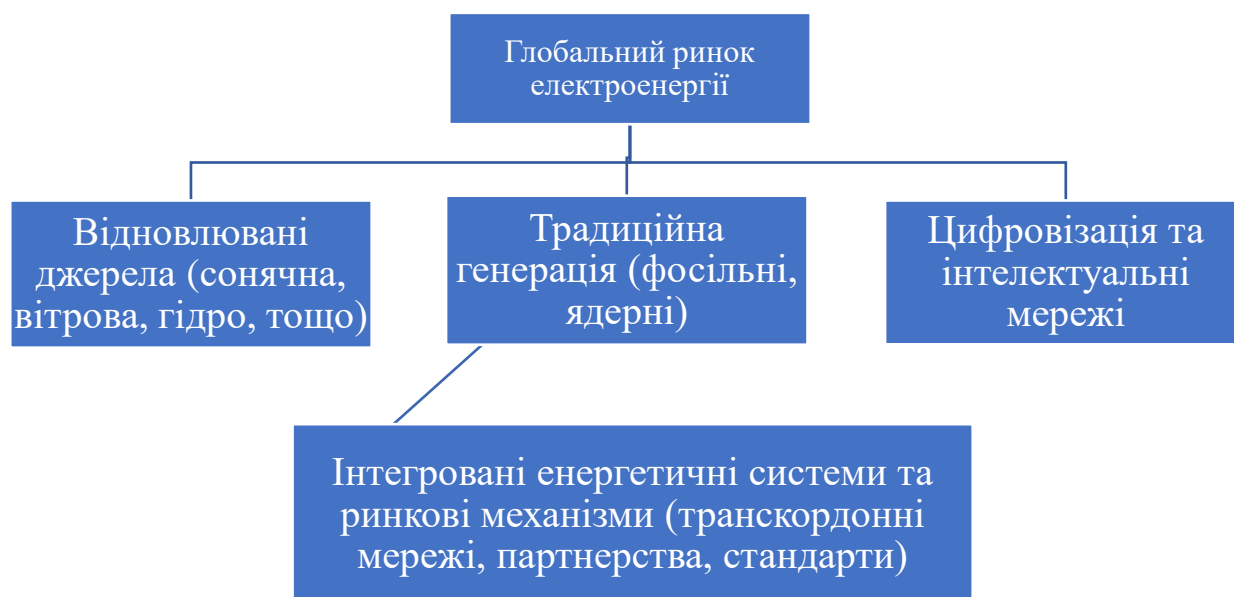 Глобальний ринок
електроенергії
Відновлювані
джерела (сонячна,
вітрова, гідро, тощо)
Традиційна
генерація (фосільні,
ядерні)
Цифровізація та
інтелектуальні
мережі
Інтегровані енергетичні системи та
ринкові механізми (транскордонні
мережі, партнерства, стандарти)